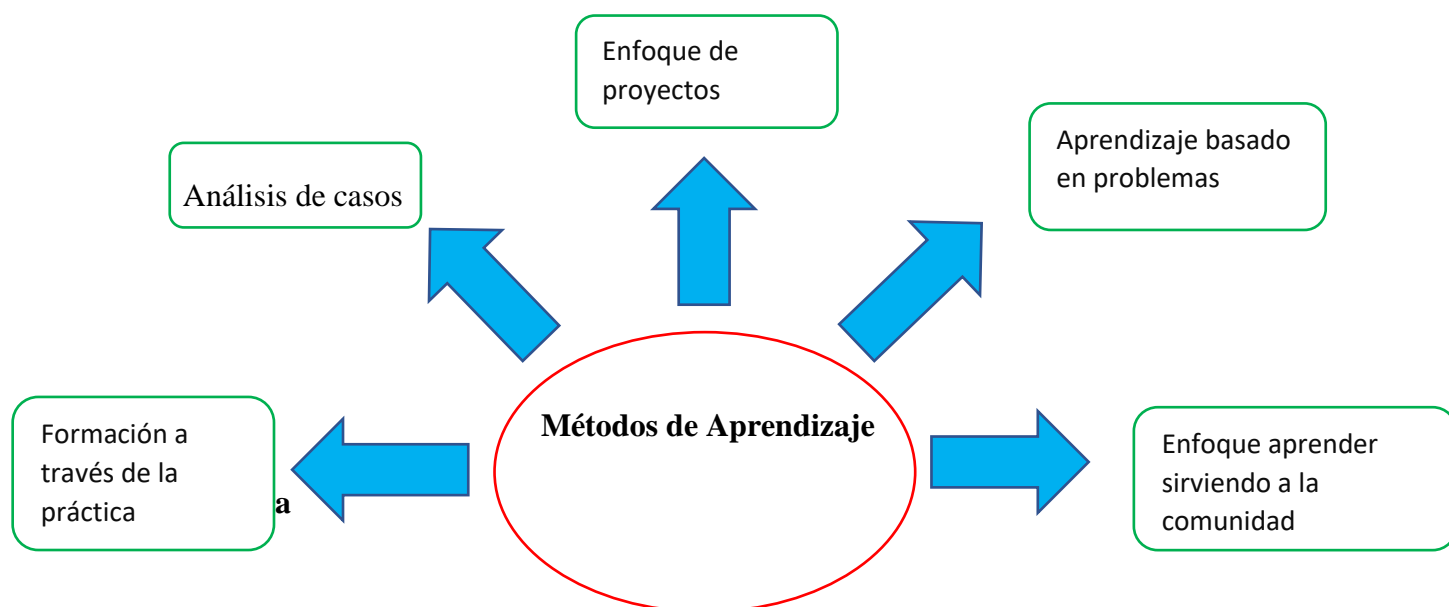 Enfoque de
proyectos
Aprendizaje basado
en problemas
Análisis de casos
Métodos de Aprendizaje
Formación a
través de la
práctica
a
Enfoque aprender
sirviendo a la
comunidad